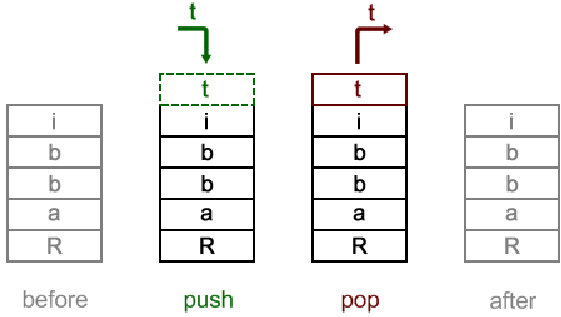 t t
t t
i i i i
b b b b
b b b b
a a a a
R R R R
before push pop after